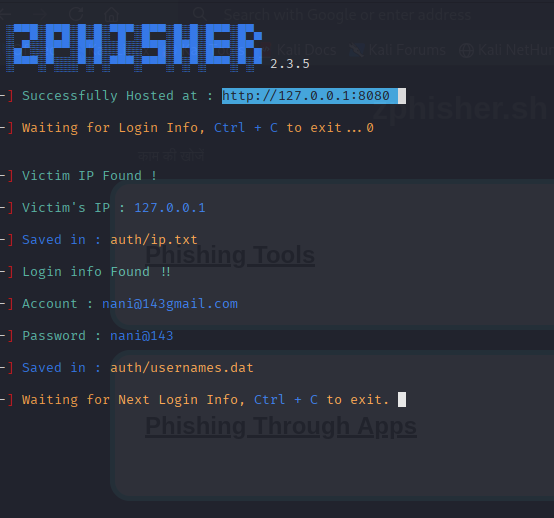 Search with Google or enter address
Kali Docs Kali Forums Kali NetHun
ZPHISHER 2.3.5
-] Successfully Hosted at : http://127.0.0.1:8080
zphisher.sh
-] Waiting for Login Info, Ctrl + C to exit...0
-] Victim IP Found !
-] Victim's IP : 127.0.0.1
-] Saved in : auth/ip.txt
Phishing Tools
-] Login info Found !!
-] Account : nani@143gmail.com
-] Password : nani@143
-] Saved in : auth/usernames.dat
-] Waiting for Next Login Info, Ctrl + C to exit.
Phishing Through Apps